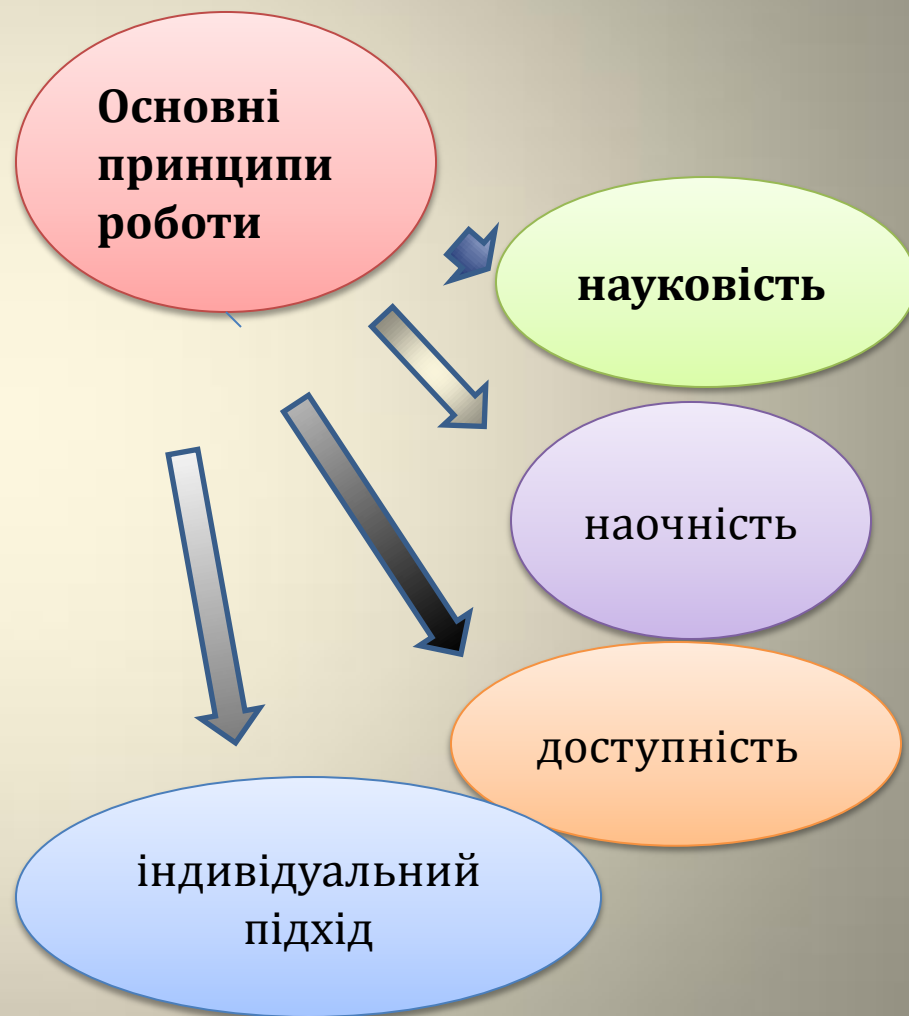 Основні
принципи
роботи
науковість
наочність
доступність
індивідуальний
підхід